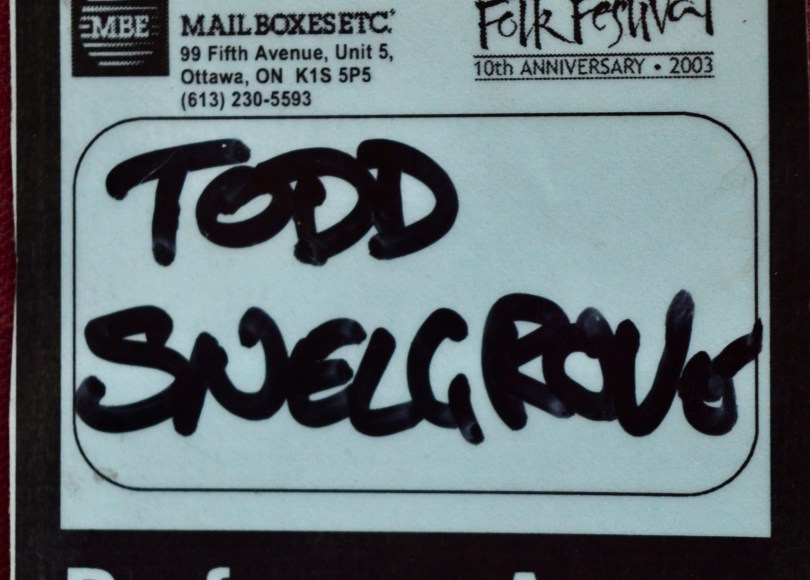 MBE
MAIL BOXES ETC.
99 Fifth Avenue, Unit 5,
Ottawa, ON K1S 5P5
(613) 230-5593
Folk Festival
10th ANNIVERSARY • 2003
TODD
SNELGROVE